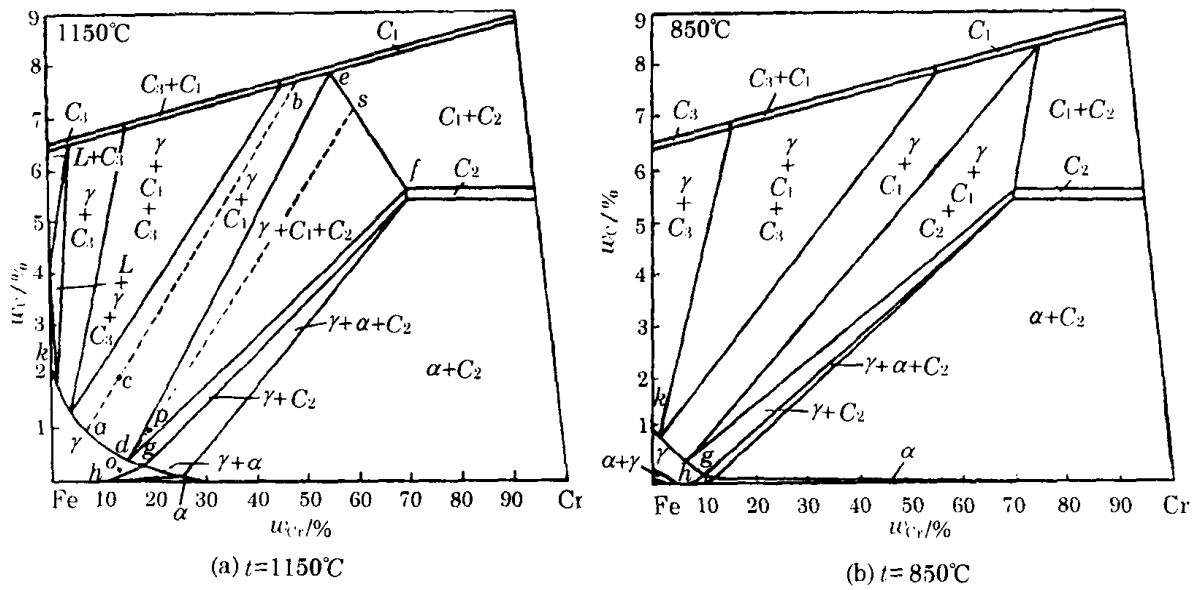 1150℃
9
8
7
6
5
4
3
2
1
C₁
C₃+C₁
C₃
L+C₃
γ
+
C₃
γ
+
C₁
+
C₃
L
+
γ
+
C₃
γ
+
C₁
γ+C₁+C₂
C₁+C₂
C₂
γ+α+C₂
α+C₂
γ+C₂
γ+α
α
γ
k
a
b
c
d
e
f
g
h
o
p
s
w_C/%
Fe 10 20 30 40 50 60 70 80 90 Cr
w_Cr/%
(a) t=1150℃
850℃
9
8
7
6
5
4
3
2
1
C₁
C₃+C₁
C₃
γ
+
C₃
γ
+
C₁
+
C₃
γ
+
C₁
γ
+
C₁
+
C₂
C₁+C₂
C₂
α+C₂
γ+α+C₂
γ+C₂
α
α+γ
γ
k
g
h
w_C/%
Fe 10 20 30 40 50 60 70 80 90 Cr
w_Cr/%
(b) t=850℃